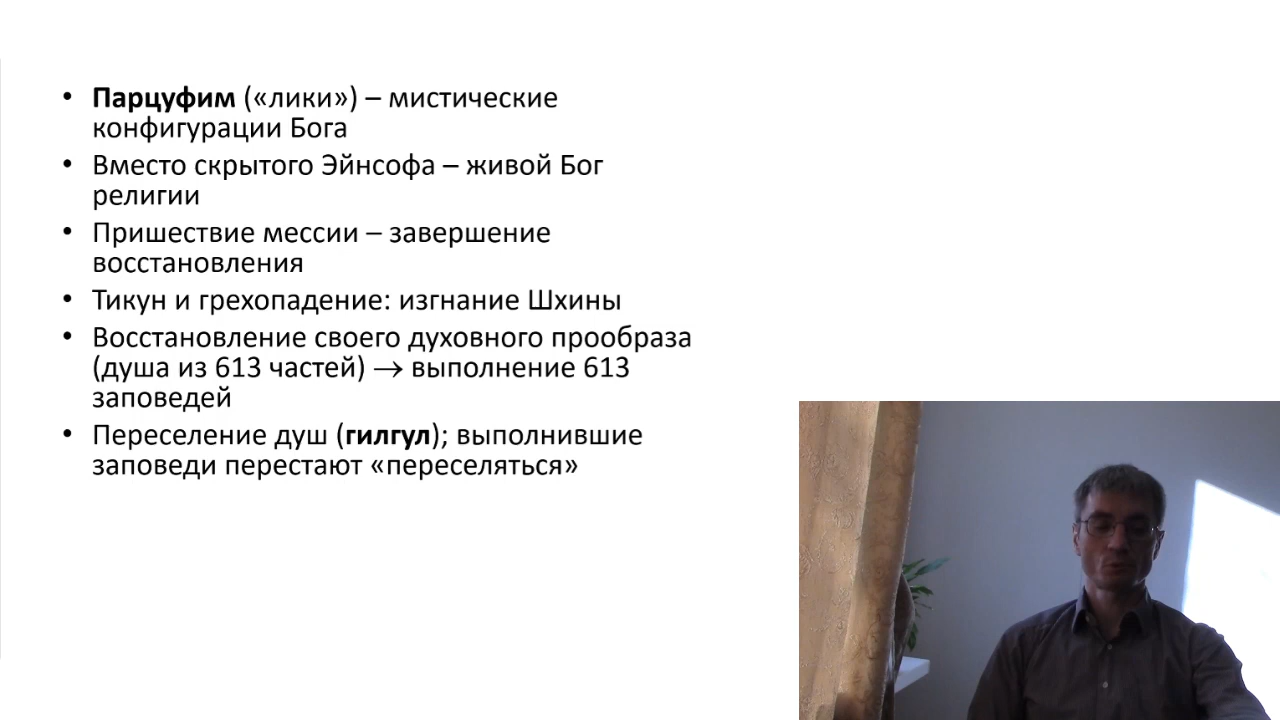 • Парцуфим («лики») – мистические
конфигурации Бога
• Вместо скрытого Эйнсофа – живой Бог
религии
• Пришествие мессии – завершение
восстановления
• Тикун и грехопадение: изгнание Шхины
• Восстановление своего духовного прообраза
(душа из 613 частей) → выполнение 613
заповедей
• Переселение душ (гилгул); выполнившие
заповеди перестают «переселяться»